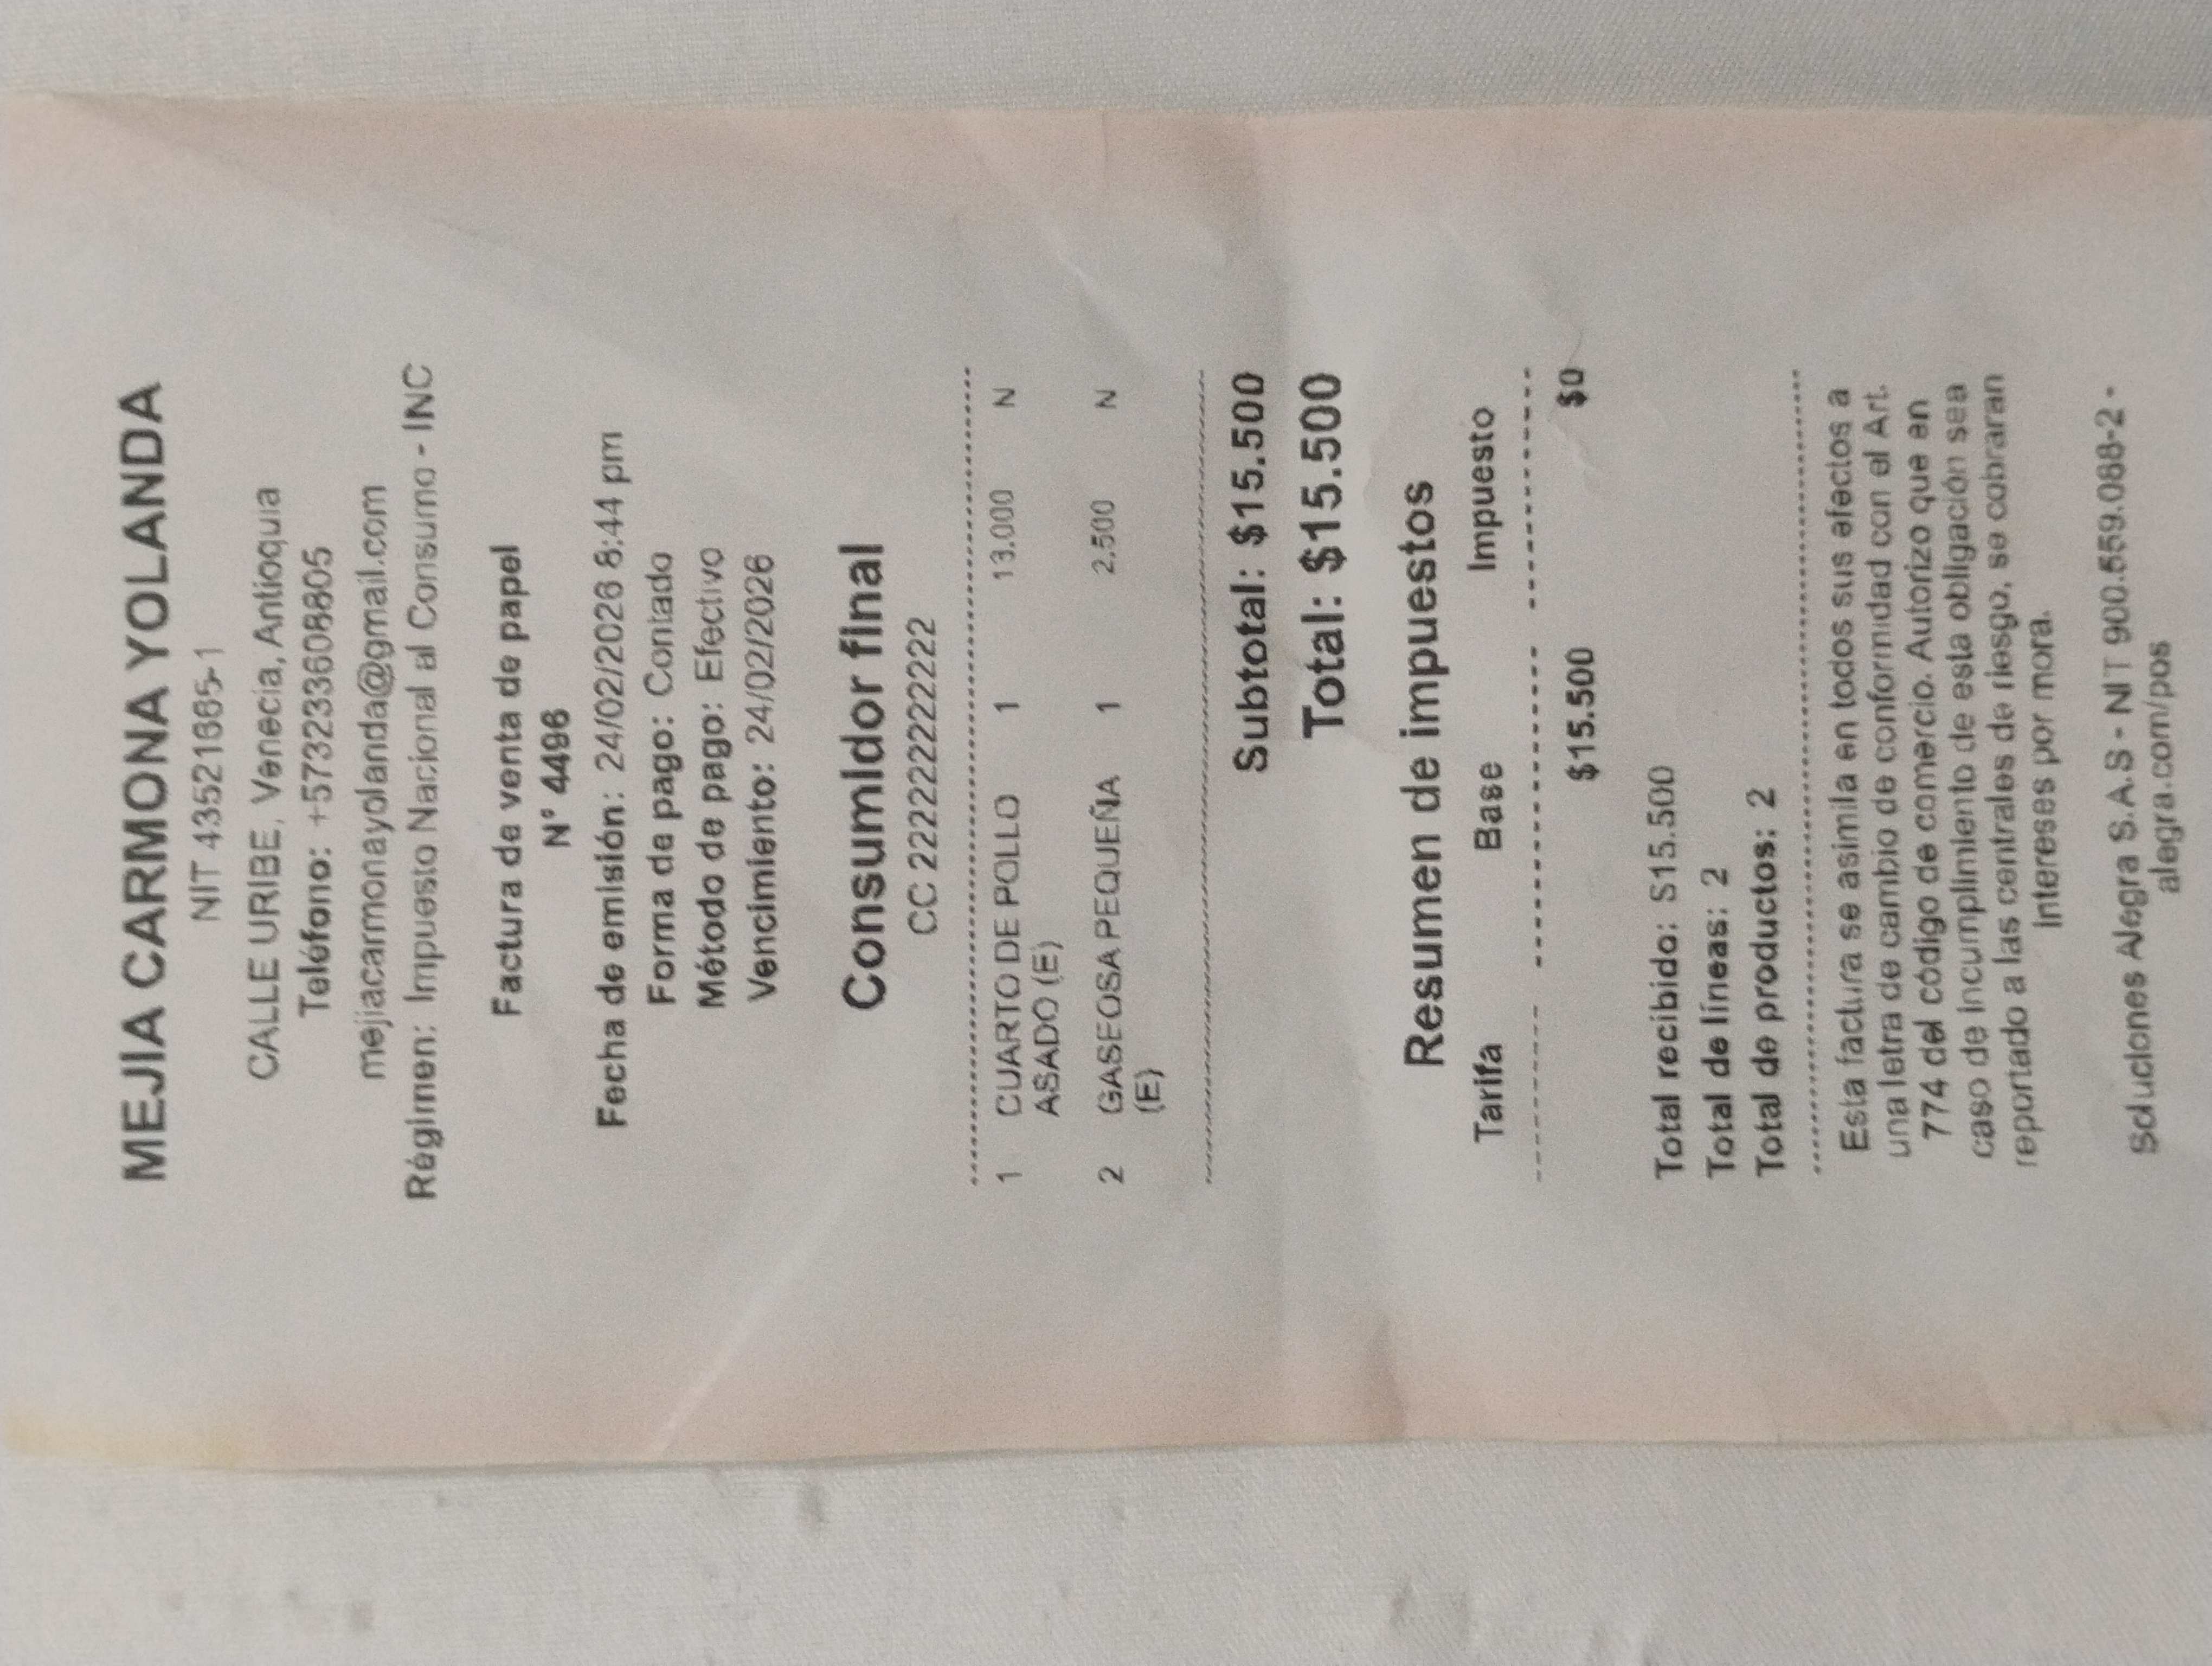 MEJIA CARMONA YOLANDA
NIT 43521665-1
CALLE URIBE, Venecia, Antioquia
Teléfono: +573233608805
mejiacarmonayolanda@gmail.com
Régimen: Impuesto Nacional al Consumo - INC
Factura de venta de papel
N° 4496
Fecha de emisión: 24/02/2026 8:44 pm
Forma de pago: Contado
Método de pago: Efectivo
Vencimiento: 24/02/2026
Consumidor final
CC 222222222222
1 CUARTO DE POLLO 1 13.000 N
ASADO (E)
2 GASEOSA PEQUEÑA 1 2.500 N
(E)
Subtotal: $15.500
Total: $15.500
Resumen de impuestos
Tarifa Base Impuesto
$15.500 $0
Total recibido: $15.500
Total de líneas: 2
Total de productos: 2
Esta factura se asimila en todos sus efectos a
una letra de cambio de conformidad con el Art.
774 del código de comercio. Autorizo que en
caso de incumplimiento de esta obligación sea
reportado a las centrales de riesgo, se cobraran
intereses por mora.
Soluciones Alegra S.A.S - NIT 900.559.088-2 -
alegra.com/pos